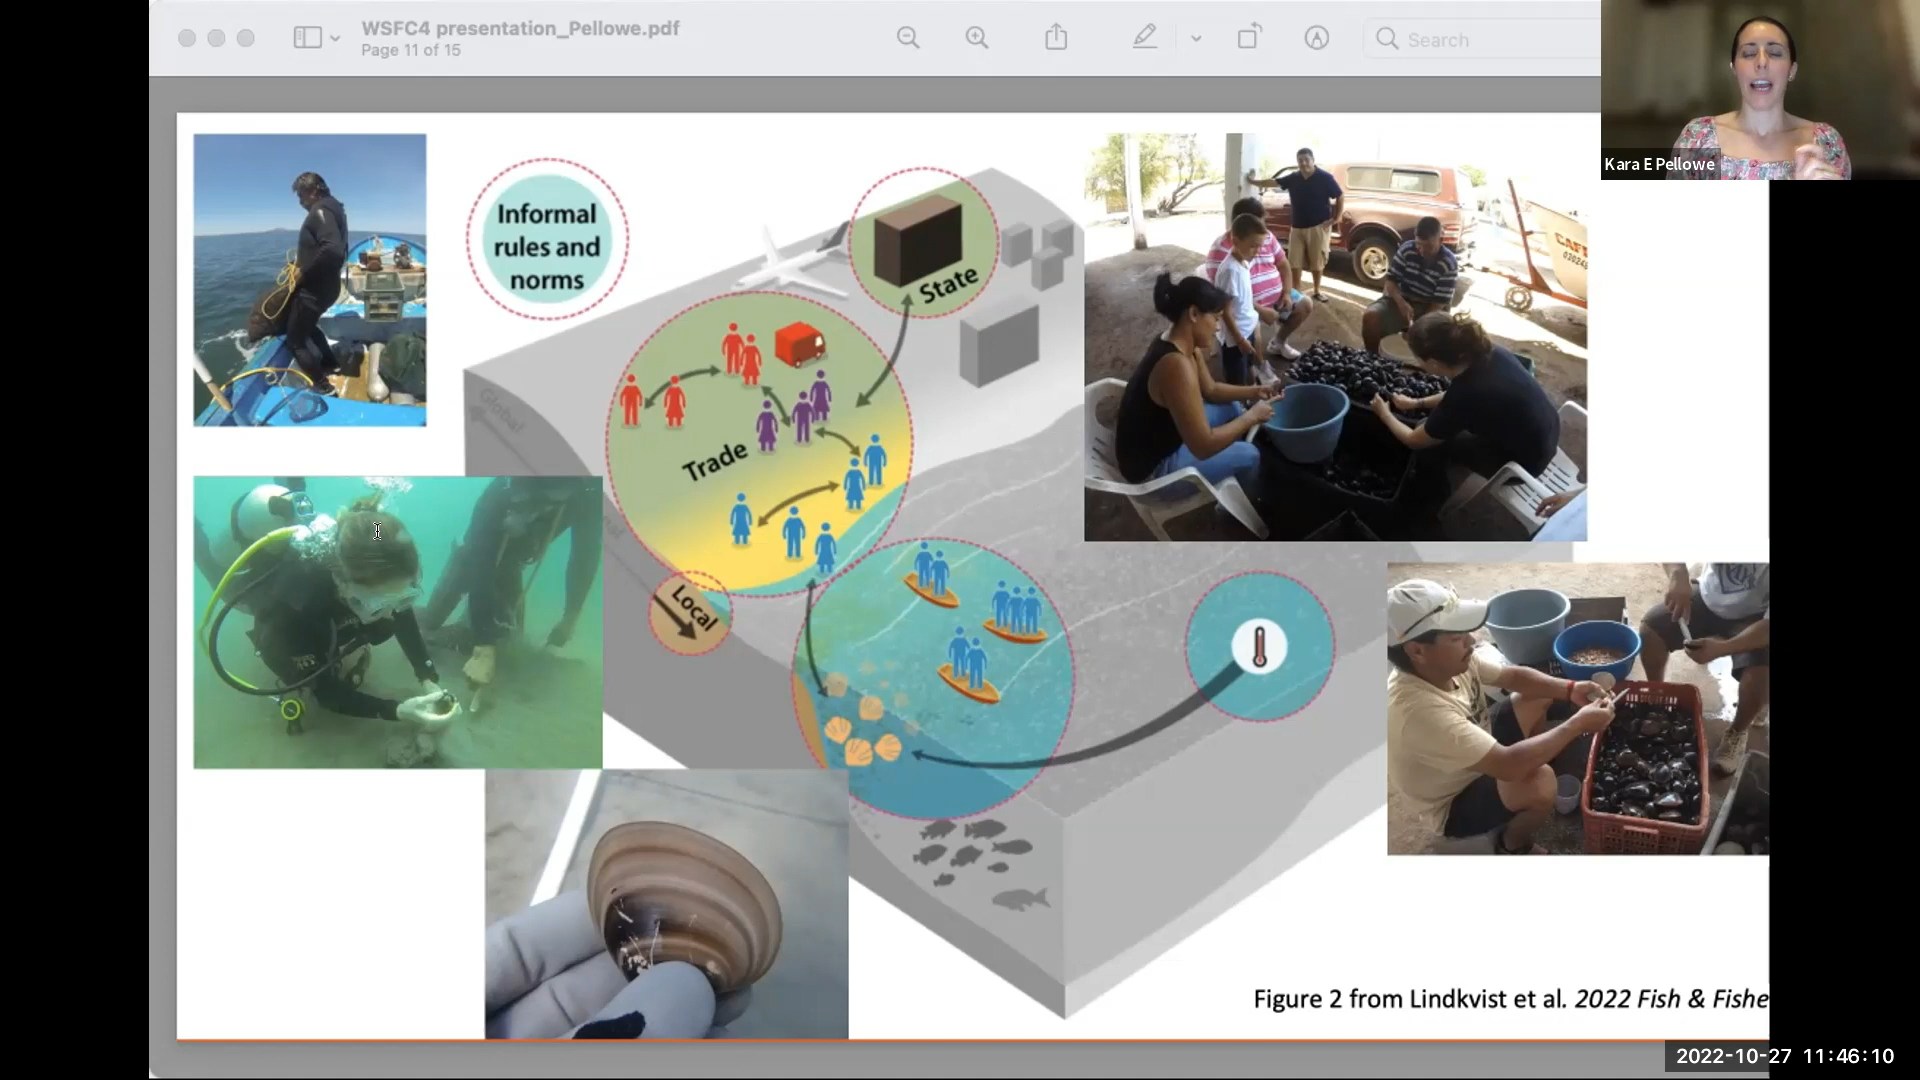 WSFC4 presentation_Pellowe.pdf
Page 11 of 15
Search
Kara E Pellowe
Informal
rules and
norms
State
Global
Trade
Local
CAFE
Figure 2 from Lindkvist et al. 2022 Fish & Fishe
2022-10-27 11:46:10